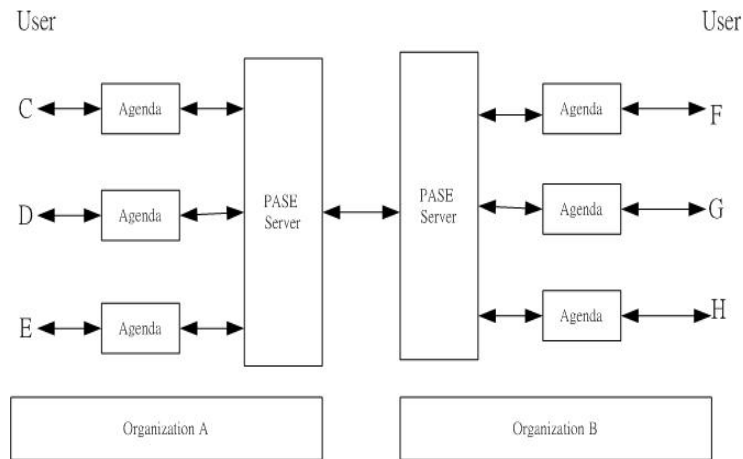 User
User
C
Agenda
Agenda
F
D
Agenda
PASE
Server
PASE
Server
Agenda
G
E
Agenda
Agenda
H
Organization A
Organization B